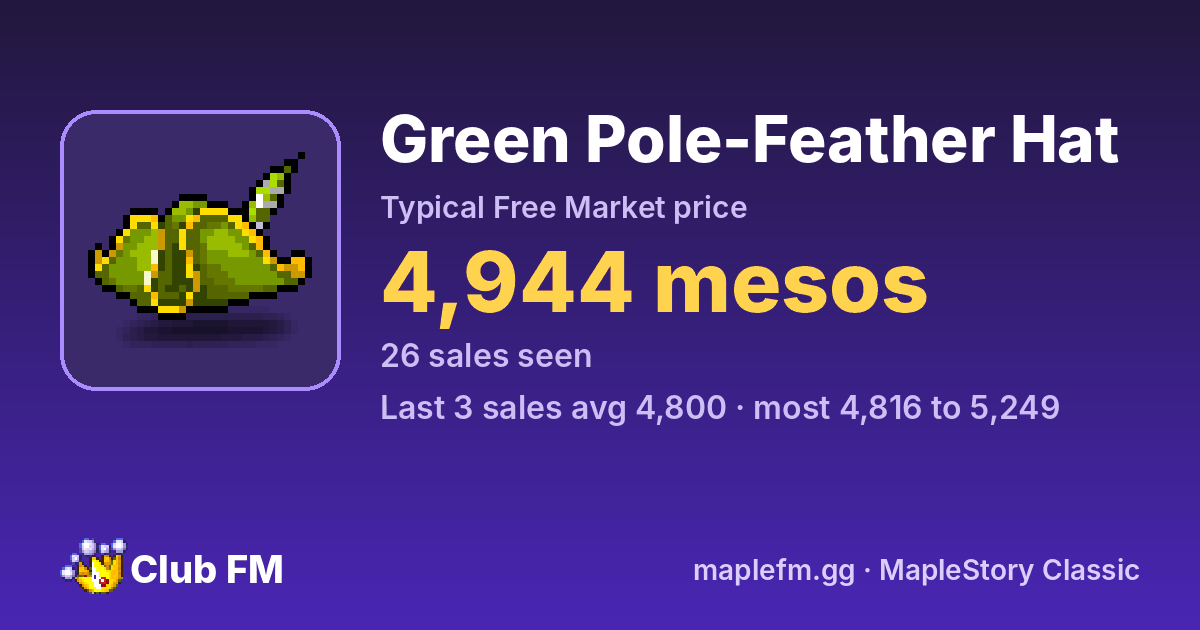 Green Pole-Feather Hat
Typical Free Market price
4,944 mesos
26 sales seen
Last 3 sales avg 4,800 · most 4,816 to 5,249
Club FM
maplefm.gg · MapleStory Classic